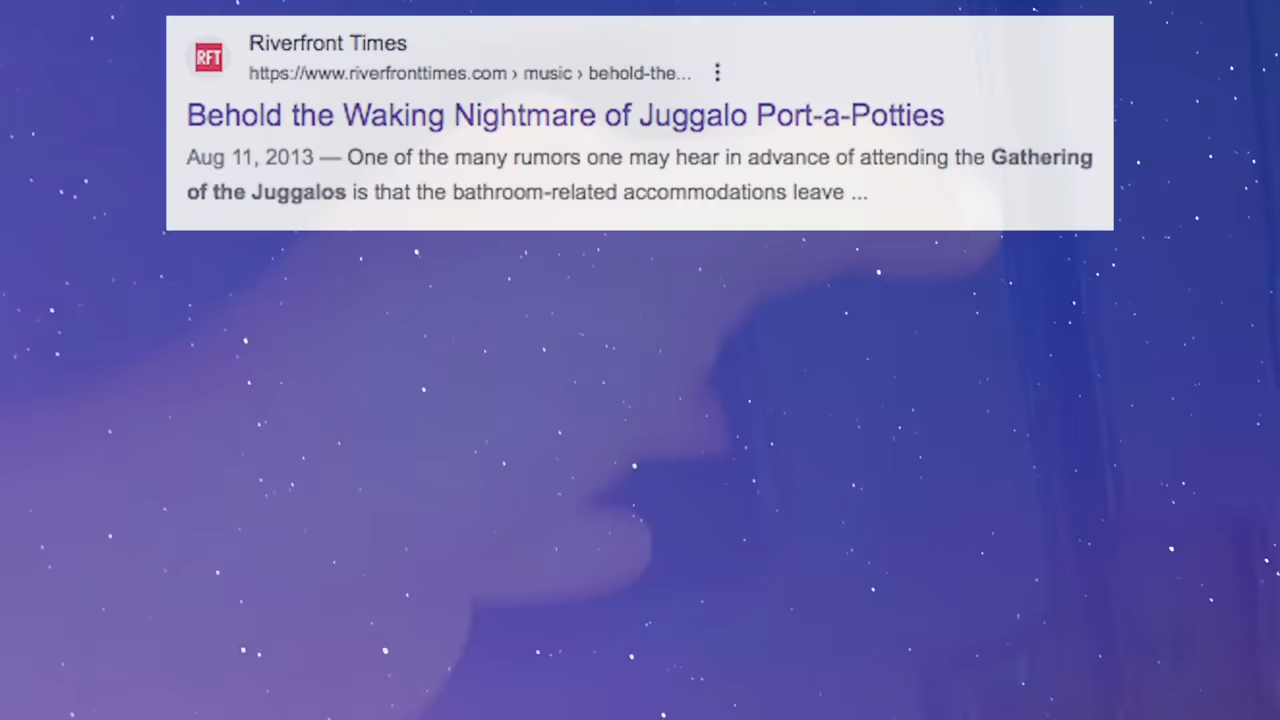 RFT
Riverfront Times
https://www.riverfronttimes.com › music › behold-the...
Behold the Waking Nightmare of Juggalo Port-a-Potties
Aug 11, 2013 — One of the many rumors one may hear in advance of attending the Gathering
of the Juggalos is that the bathroom-related accommodations leave ...